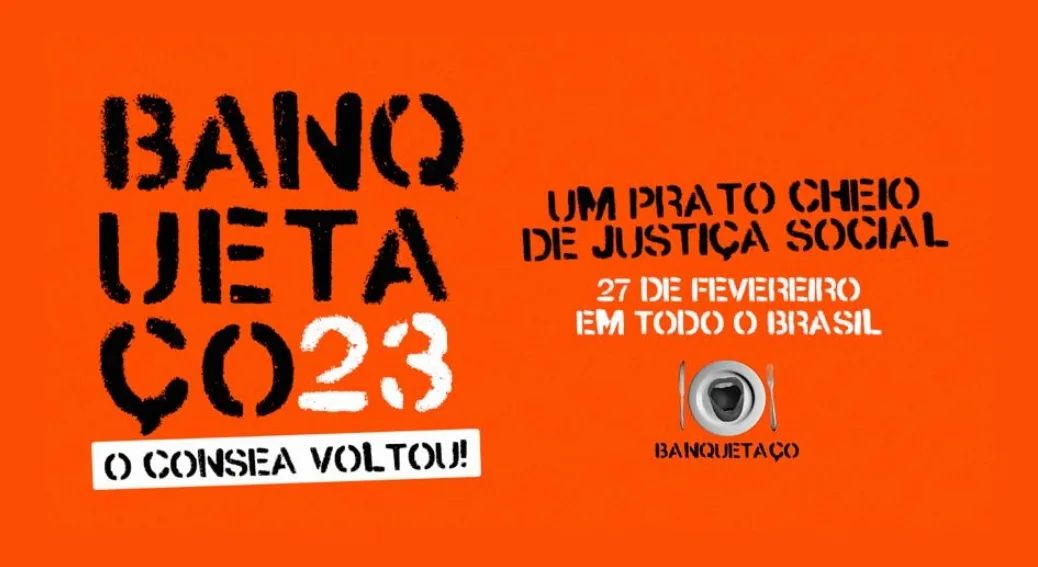 BANQ
UETA
ÇO23
O CONSEA VOLTOU!
UM PRATO CHEIO
DE JUSTIÇA SOCIAL
27 DE FEVEREIRO
EM TODO O BRASIL
BANQUETAÇO